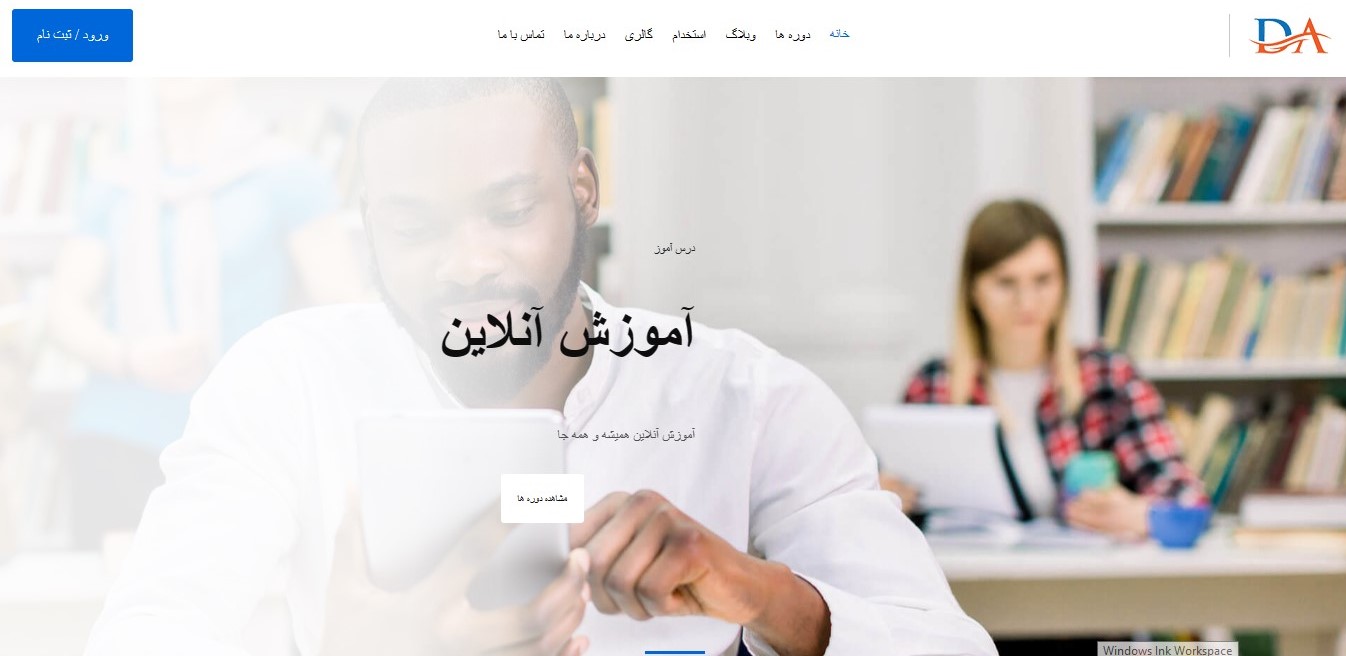 DA
خانه
دوره ها
وبلاگ
استخدام
گالری
درباره ما
تماس با ما
ورود / ثبت نام
درس آموز
آموزش آنلاین
آموزش آنلاین همیشه و همه جا
مشاهده دوره ها
Windows Ink Workspace